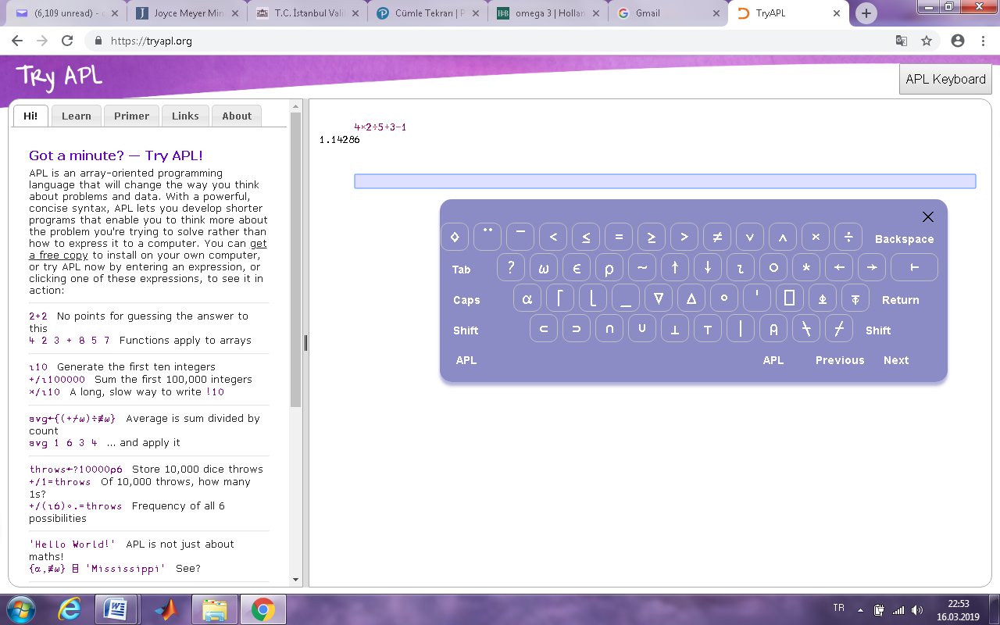 (6,109 unread) -
Joyce Meyer Min
T.C. İstanbul Vali
Cümle Tekrarı | P
omega 3 | Hollan
Gmail
TryAPL
https://tryapl.org
Try APL
APL Keyboard
Hi! Learn Primer Links About
Got a minute? — Try APL!
APL is an array-oriented programming
language that will change the way you think
about problems and data. With a powerful,
concise syntax, APL lets you develop shorter
programs that enable you to think more about
the problem you're trying to solve rather than
how to express it to a computer. You can get
a free copy to install on your own computer,
or try APL now by entering an expression, or
clicking one of these expressions, to see it in
action:
2+2 No points for guessing the answer to
this
4 2 3 + 8 5 7 Functions apply to arrays
⍳10 Generate the first ten integers
+/⍳100000 Sum the first 100,000 integers
×/⍳10 A long, slow way to write !10
avg←{(+⌿⍵)÷≢⍵} Average is sum divided by
count
avg 1 6 3 4 ... and apply it
throws←?10000⍴6 Store 10,000 dice throws
+/1=throws Of 10,000 throws, how many
1s?
+/(⍳6)∘.=throws Frequency of all 6
possibilities
'Hello World!' APL is not just about
maths!
{⍺,≢⍵} ⌸ 'Mississippi' See?
4×2÷5+3-1
1.14286
◊ ¨ ¯ < ≤ = ≥ > ≠ ∨ ∧ × ÷ Backspace
Tab ? ⍵ ∊ ⍴ ~ ↑ ↓ ⍳ ○ * ← → ⊢
Caps ⍺ ⌈ ⌊ _ ∇ ∆ ∘ ' ⎕ ⍎ ⍕ Return
Shift ⊂ ⊃ ∩ ∪ ⊥ ⊤ | ⍝ ⍀ ⌿ Shift
APL APL Previous Next
TR
22:53
16.03.2019